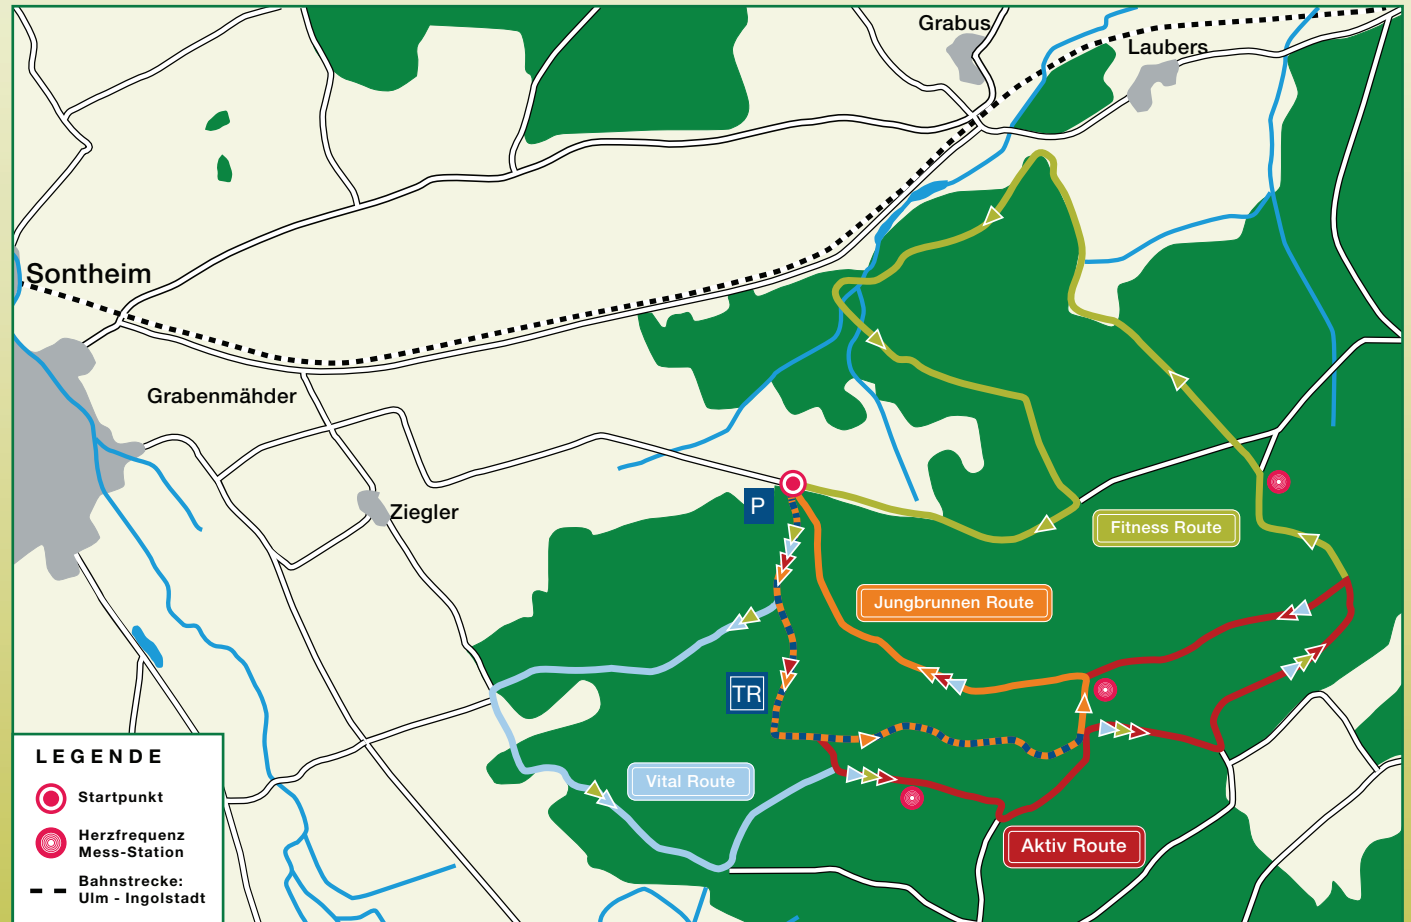 Grabus
Laubers
Sontheim
Grabenmähder
Ziegler
P
Fitness Route
Jungbrunnen Route
TR
Vital Route
Aktiv Route
LEGENDE
Startpunkt
Herzfrequenz
Mess-Station
Bahnstrecke:
Ulm - Ingolstadt